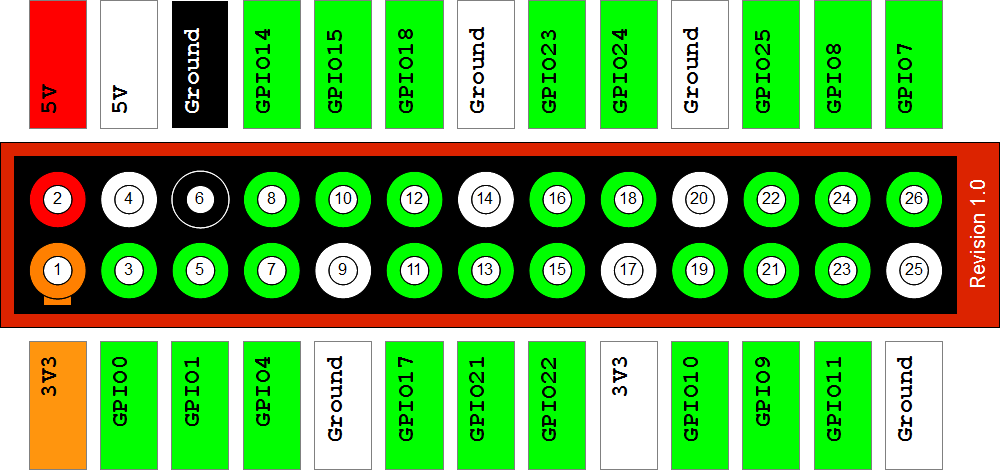 5V 5V Ground GPIO14 GPIO15 GPIO18 Ground GPIO23 GPIO24 Ground GPIO25 GPIO8 GPIO7
2 4 6 8 10 12 14 16 18 20 22 24 26
1 3 5 7 9 11 13 15 17 19 21 23 25
Revision 1.0
3V3 GPIO0 GPIO1 GPIO4 Ground GPIO17 GPIO21 GPIO22 3V3 GPIO10 GPIO9 GPIO11 Ground